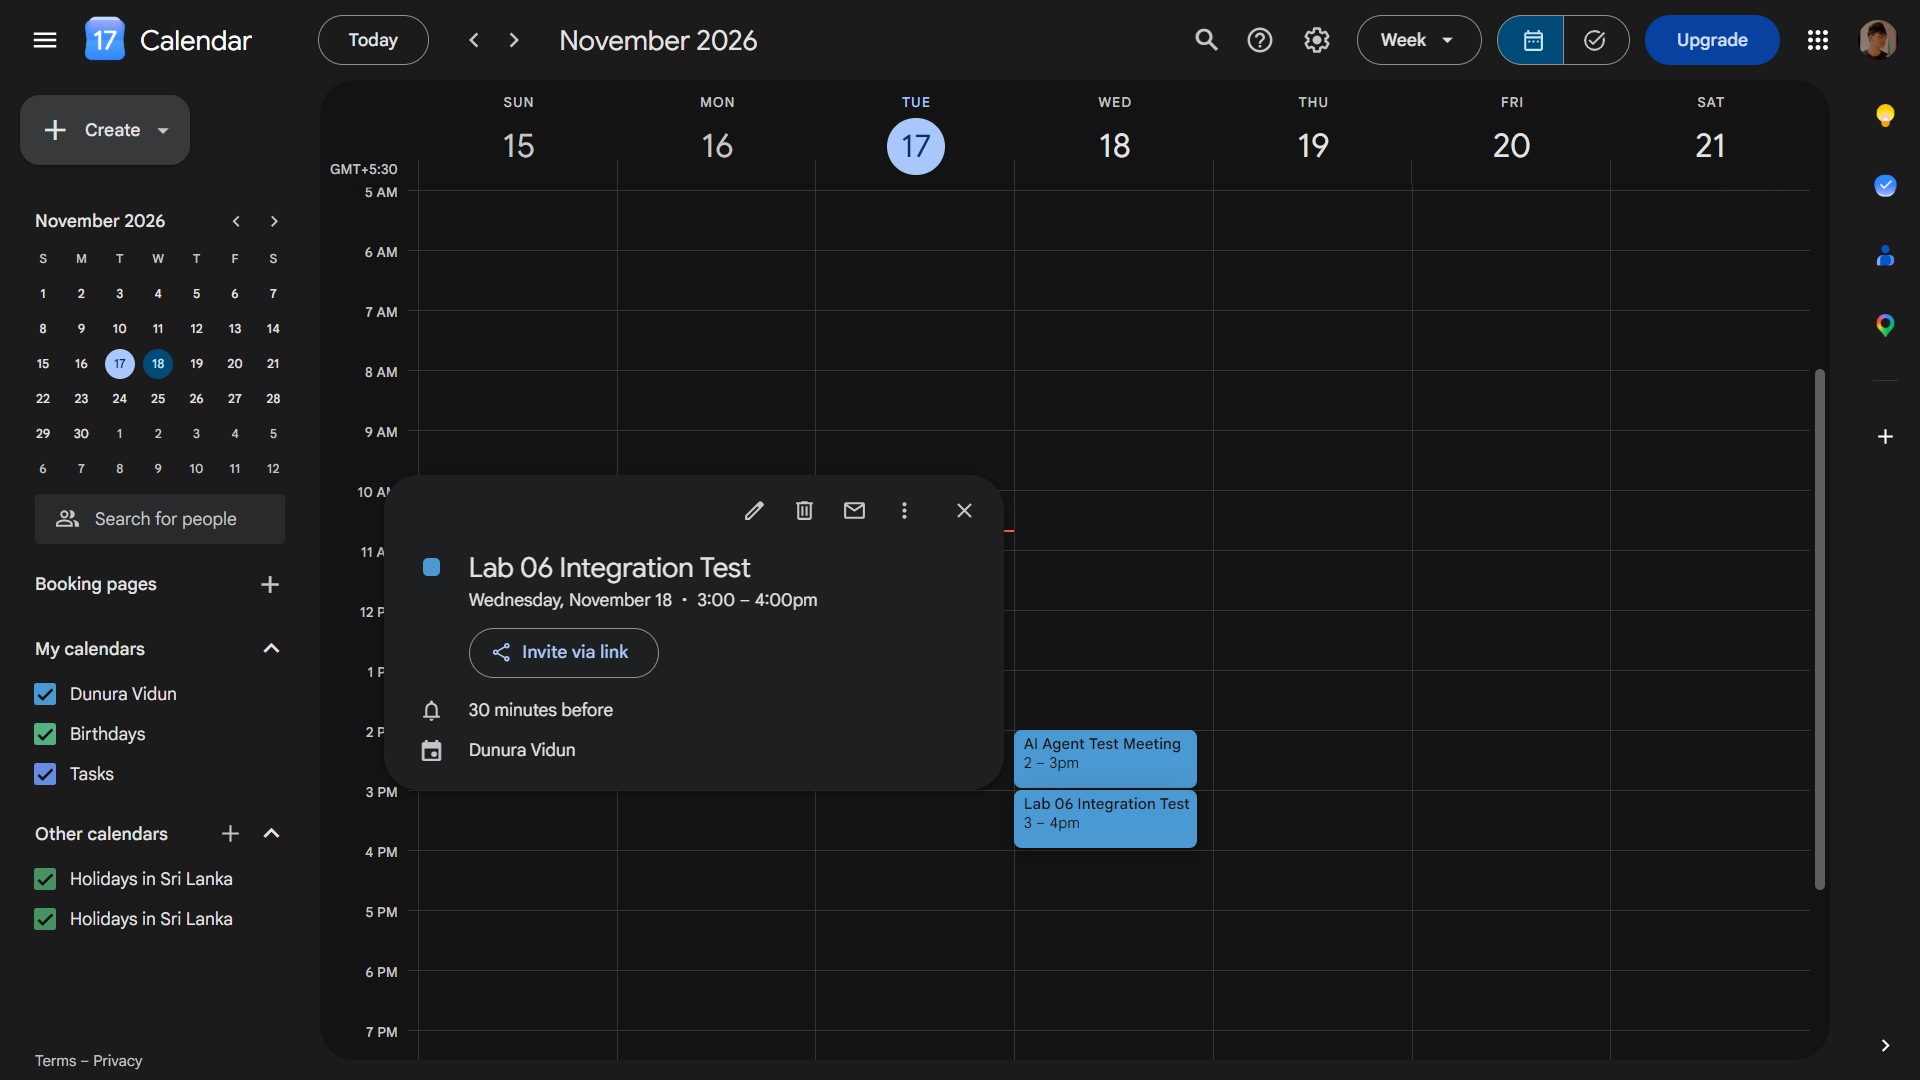 17 Calendar
Today
November 2026
Week
Upgrade
Create
November 2026
S M T W T F S
1 2 3 4 5 6 7
8 9 10 11 12 13 14
15 16 17 18 19 20 21
22 23 24 25 26 27 28
29 30 1 2 3 4 5
6 7 8 9 10 11 12
Search for people
Booking pages
My calendars
Dunura Vidun
Birthdays
Tasks
Other calendars
Holidays in Sri Lanka
Holidays in Sri Lanka
Terms – Privacy
SUN MON TUE WED THU FRI SAT
15 16 17 18 19 20 21
GMT+5:30
5 AM
6 AM
7 AM
8 AM
9 AM
10 AM
11 A
12 P
1 P
2 P
3 PM
4 PM
5 PM
6 PM
7 PM
Lab 06 Integration Test
Wednesday, November 18 · 3:00 – 4:00pm
Invite via link
30 minutes before
Dunura Vidun
AI Agent Test Meeting
2 – 3pm
Lab 06 Integration Test
3 – 4pm